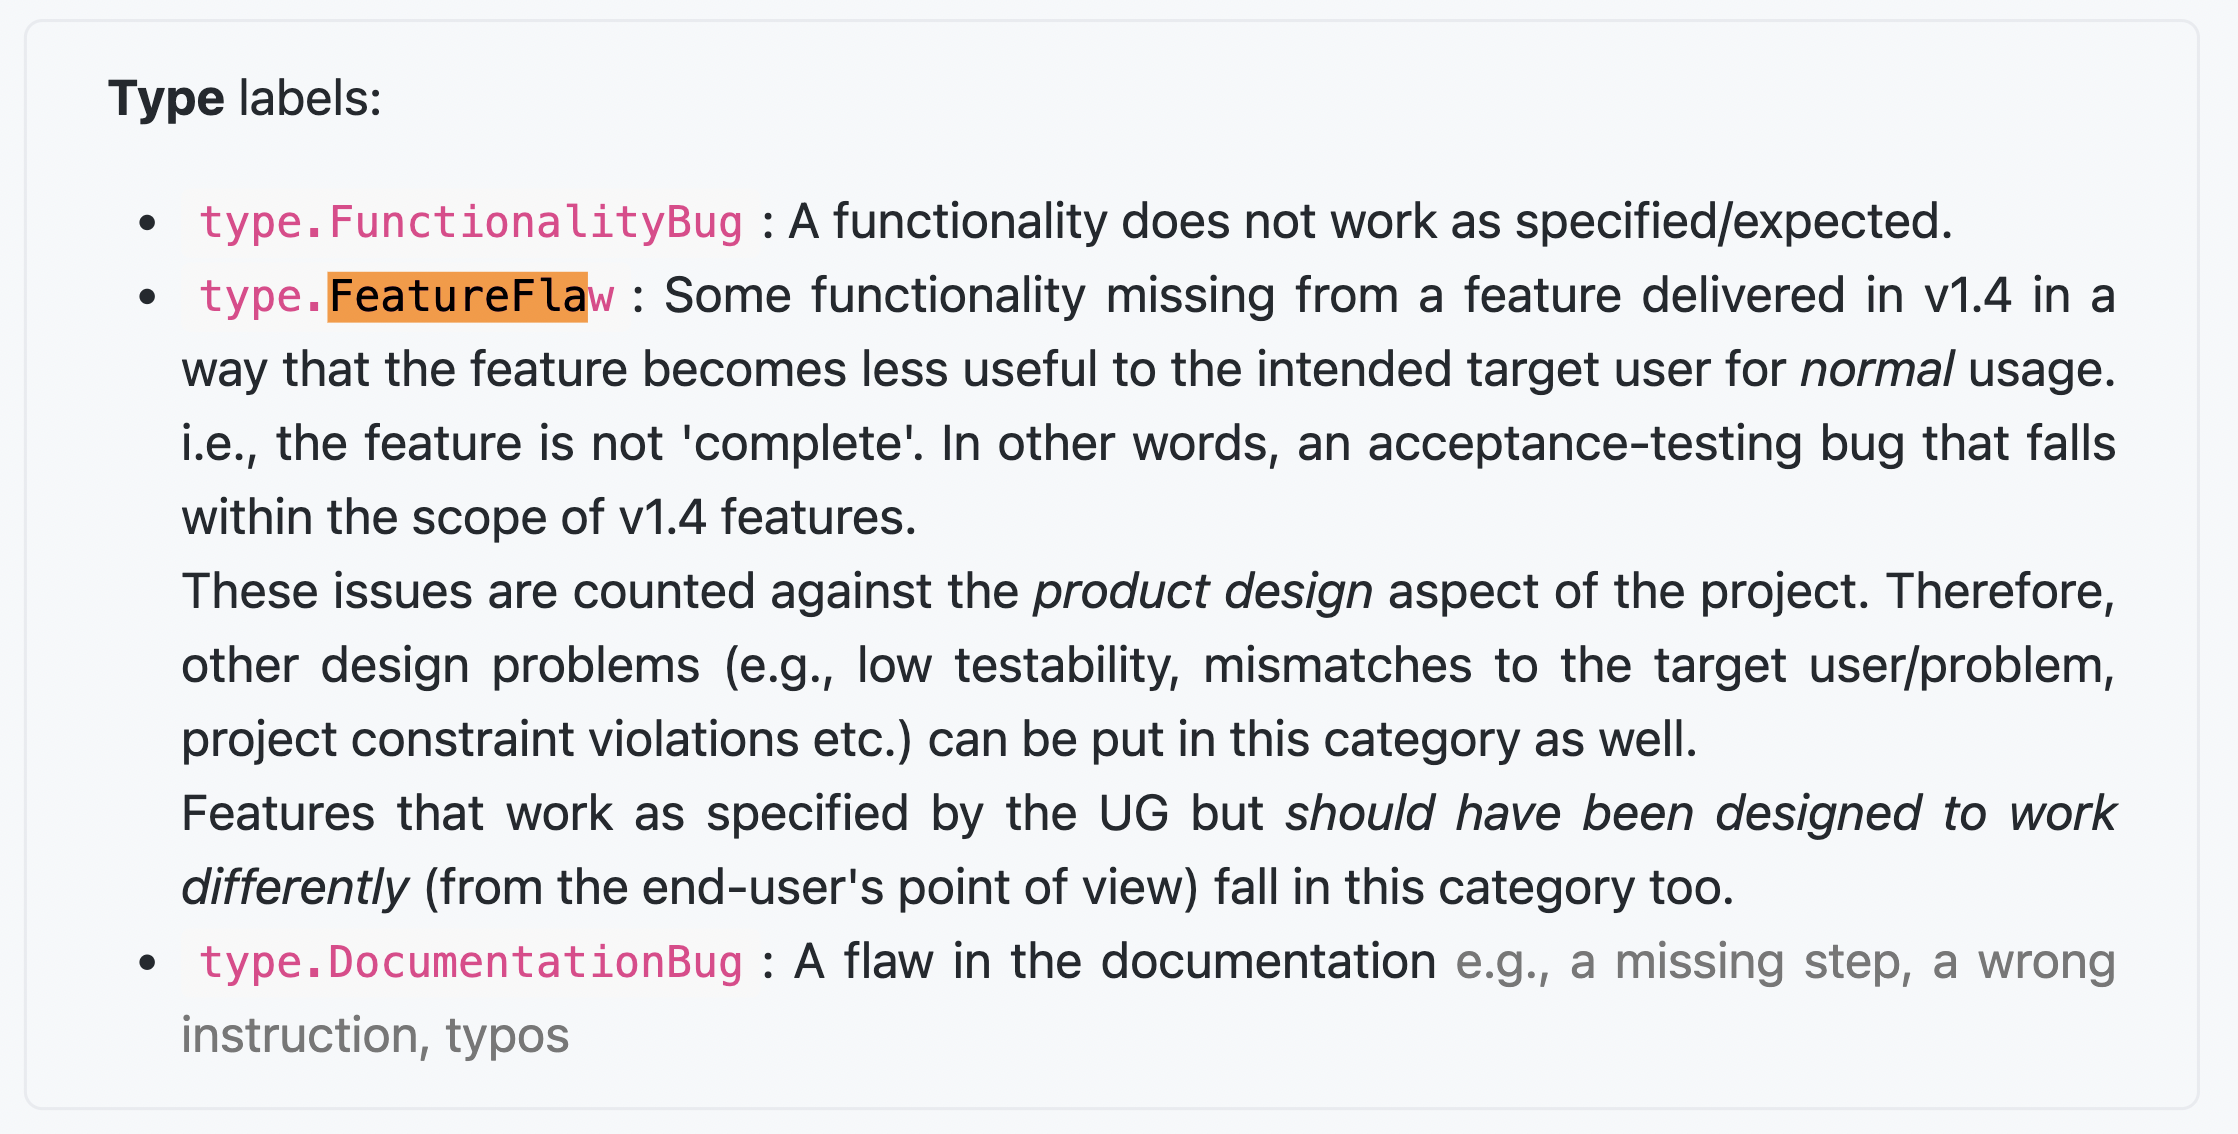 Type labels:
• type.FunctionalityBug : A functionality does not work as specified/expected.
• type.FeatureFlaw : Some functionality missing from a feature delivered in v1.4 in a
way that the feature becomes less useful to the intended target user for normal usage.
i.e., the feature is not 'complete'. In other words, an acceptance-testing bug that falls
within the scope of v1.4 features.
These issues are counted against the product design aspect of the project. Therefore,
other design problems (e.g., low testability, mismatches to the target user/problem,
project constraint violations etc.) can be put in this category as well.
Features that work as specified by the UG but should have been designed to work
differently (from the end-user's point of view) fall in this category too.
• type.DocumentationBug : A flaw in the documentation e.g., a missing step, a wrong
instruction, typos